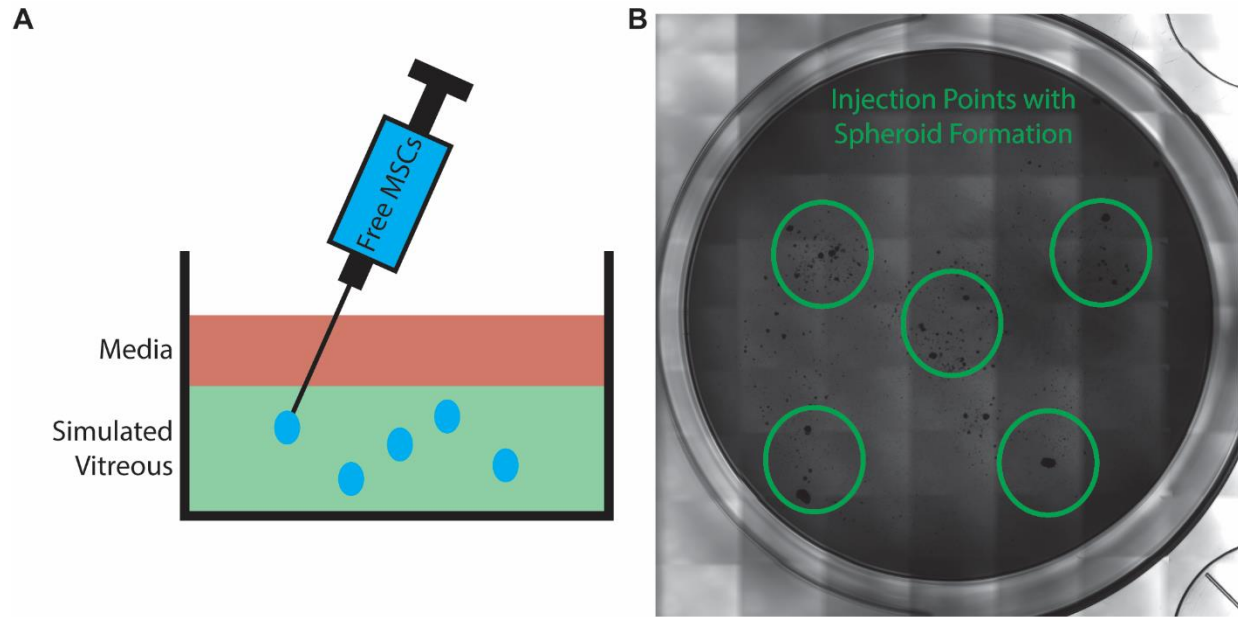 A
Free MSCs
Media
Simulated
Vitreous
B
Injection Points with
Spheroid Formation